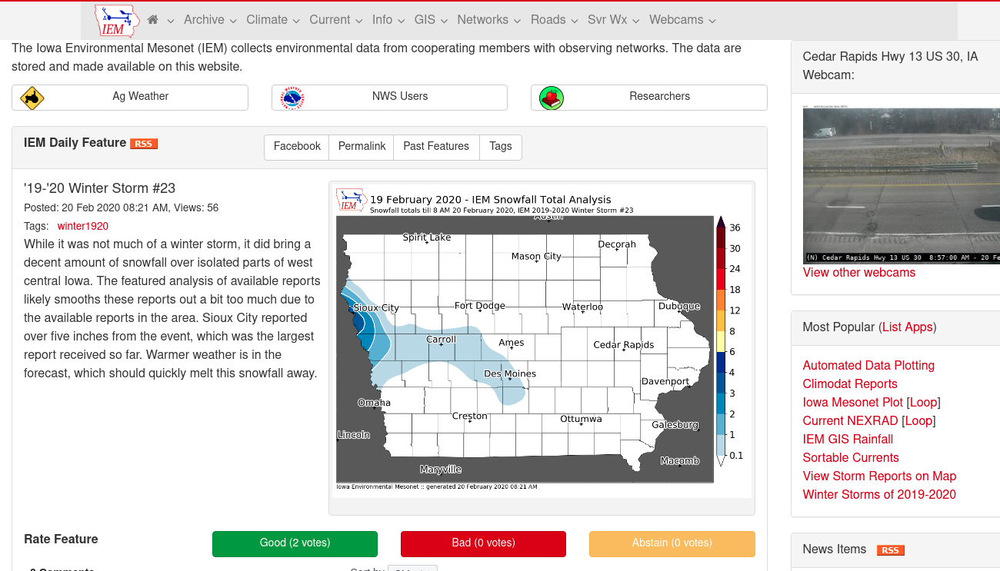 IEM
Archive
Climate
Current
Info
GIS
Networks
Roads
Svr Wx
Webcams
The Iowa Environmental Mesonet (IEM) collects environmental data from cooperating members with observing networks. The data are
stored and made available on this website.
Ag Weather
NWS Users
Researchers
IEM Daily Feature RSS
Facebook
Permalink
Past Features
Tags
'19-'20 Winter Storm #23
Posted: 20 Feb 2020 08:21 AM, Views: 56
Tags: winter1920
While it was not much of a winter storm, it did bring a
decent amount of snowfall over isolated parts of west
central Iowa. The featured analysis of available reports
likely smooths these reports out a bit too much due to
the available reports in the area. Sioux City reported
over five inches from the event, which was the largest
report received so far. Warmer weather is in the
forecast, which should quickly melt this snowfall away.
IEM
19 February 2020 - IEM Snowfall Total Analysis
Snowfall totals till 8 AM 20 February 2020, IEM 2019-2020 Winter Storm #23
Austin
Spirit Lake
Decorah
Mason City
Sioux City
Fort Dodge
Waterloo
Dubuque
Carroll
Ames
Cedar Rapids
Des Moines
Davenport
Omaha
Creston
Ottumwa
Galesburg
Lincoln
Maryville
Macomb
36
30
24
18
12
8
6
4
3
2
1
0.1
Iowa Environmental Mesonet :: generated 20 February 2020 08:21 AM
Rate Feature
Good (2 votes)
Bad (0 votes)
Abstain (0 votes)
Cedar Rapids Hwy 13 US 30, IA
Webcam:
(N) Cedar Rapids Hwy 13 US 30 8:57:00 AM - 20 Fe
View other webcams
Most Popular (List Apps)
Automated Data Plotting
Climodat Reports
Iowa Mesonet Plot [Loop]
Current NEXRAD [Loop]
IEM GIS Rainfall
Sortable Currents
View Storm Reports on Map
Winter Storms of 2019-2020
News Items RSS